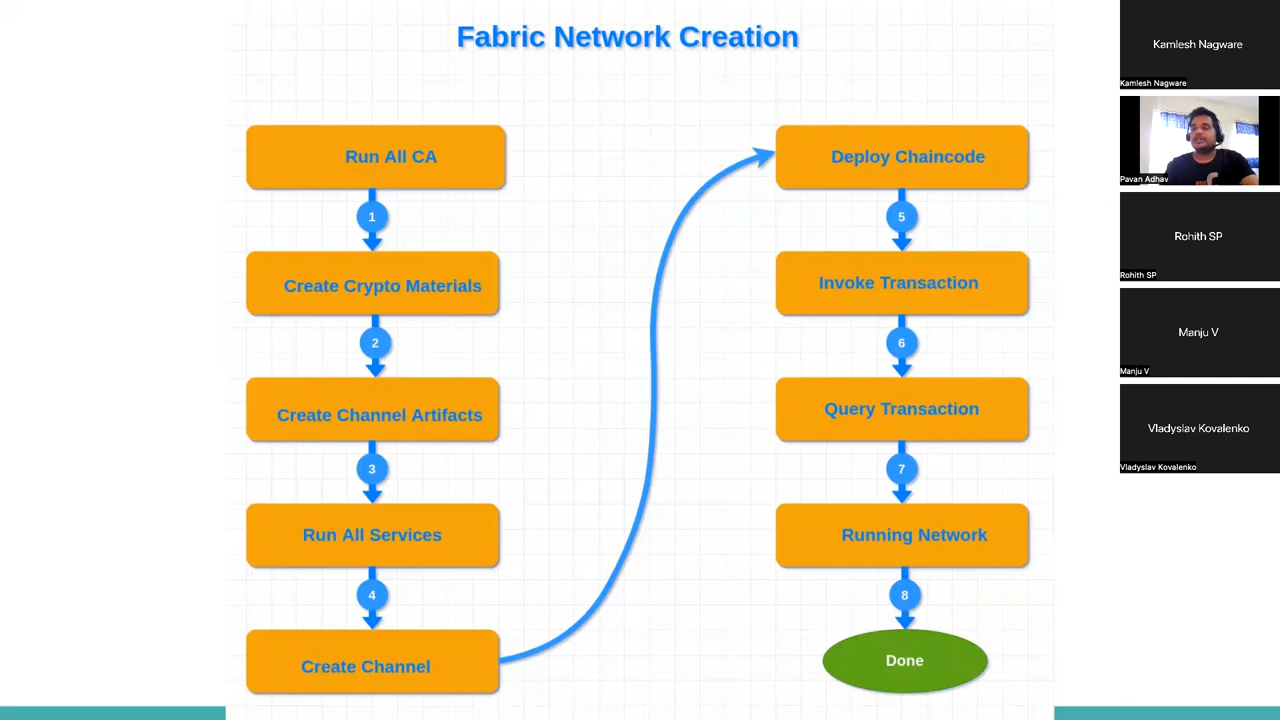 Fabric Network Creation
Run All CA
1
Create Crypto Materials
2
Create Channel Artifacts
3
Run All Services
4
Create Channel
Deploy Chaincode
5
Invoke Transaction
6
Query Transaction
7
Running Network
8
Done
Kamlesh Nagware
Kamlesh Nagware
Pavan Adhav
Rohith SP
Rohith SP
Manju V
Manju V
Vladyslav Kovalenko
Vladyslav Kovalenko